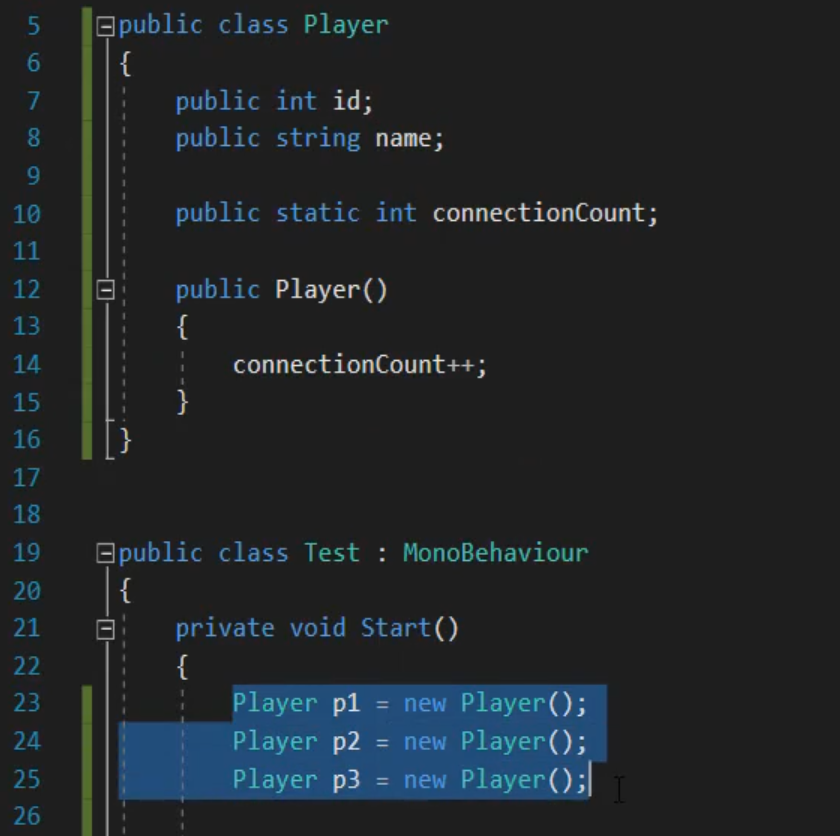 5 public class Player
6 {
7 public int id;
8 public string name;
9
10 public static int connectionCount;
11
12 public Player()
13 {
14 connectionCount++;
15 }
16 }
17
18
19 public class Test : MonoBehaviour
20 {
21 private void Start()
22 {
23 Player p1 = new Player();
24 Player p2 = new Player();
25 Player p3 = new Player();
26